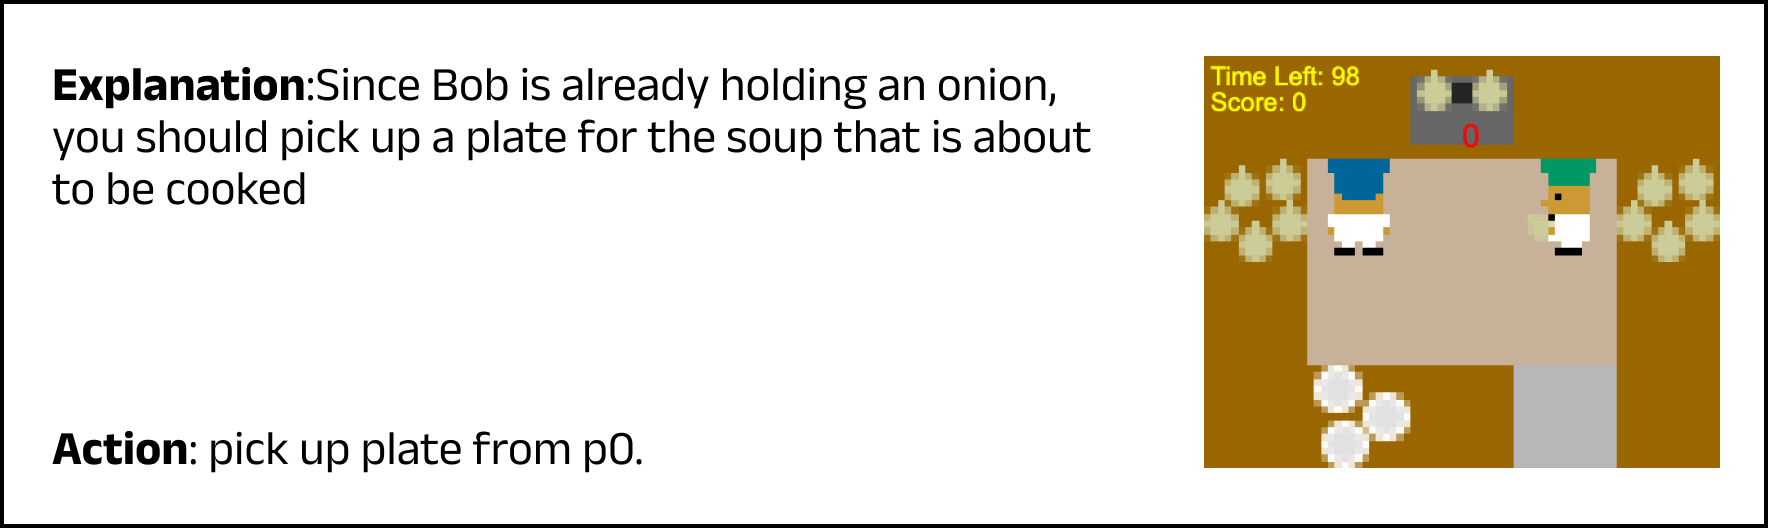 Explanation:Since Bob is already holding an onion,
you should pick up a plate for the soup that is about
to be cooked
Action: pick up plate from p0.
Time Left: 98
Score: 0
0